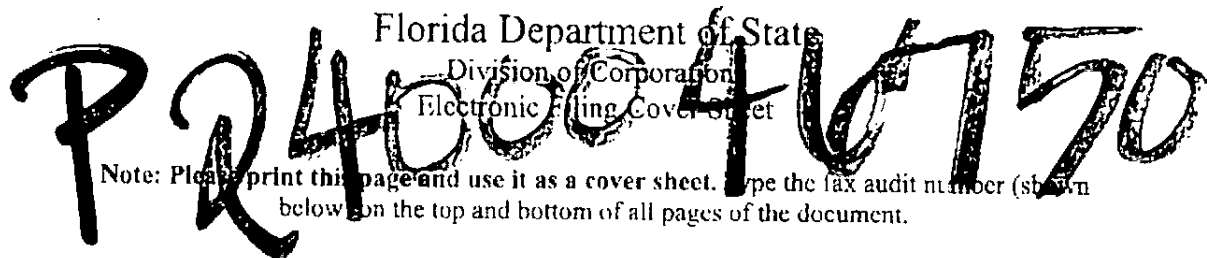 Florida Department of State
Division of Corporations
Electronic Filing Cover Sheet
P24000046750
Note: Please print this page and use it as a cover sheet. Type the fax audit number (shown
below) on the top and bottom of all pages of the document.